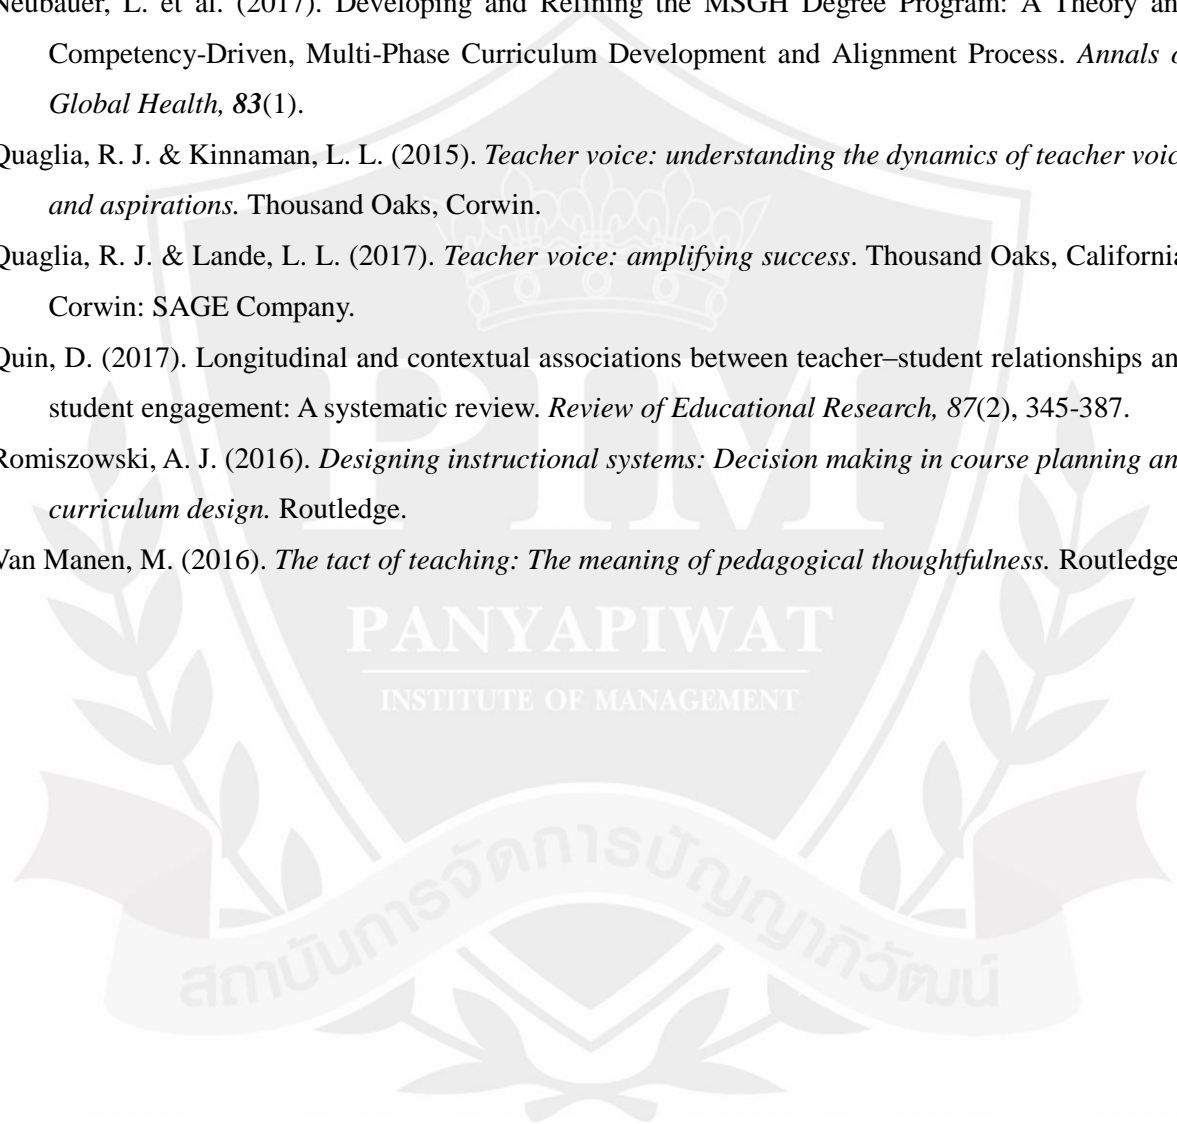 Neubauer, L. et al. (2017). Developing and Refining the MSGH Degree Program: A Theory an
Competency-Driven, Multi-Phase Curriculum Development and Alignment Process. Annals o
Global Health, 83(1).
Quaglia, R. J. & Kinnaman, L. L. (2015). Teacher voice: understanding the dynamics of teacher voic
and aspirations. Thousand Oaks, Corwin.
Quaglia, R. J. & Lande, L. L. (2017). Teacher voice: amplifying success. Thousand Oaks, California
Corwin: SAGE Company.
Quin, D. (2017). Longitudinal and contextual associations between teacher–student relationships an
student engagement: A systematic review. Review of Educational Research, 87(2), 345-387.
Romiszowski, A. J. (2016). Designing instructional systems: Decision making in course planning an
curriculum design. Routledge.
Van Manen, M. (2016). The tact of teaching: The meaning of pedagogical thoughtfulness. Routledge
PIM
PANYAPIWAT
INSTITUTE OF MANAGEMENT
สถาบันการจัดการปัญญาภิวัฒน์